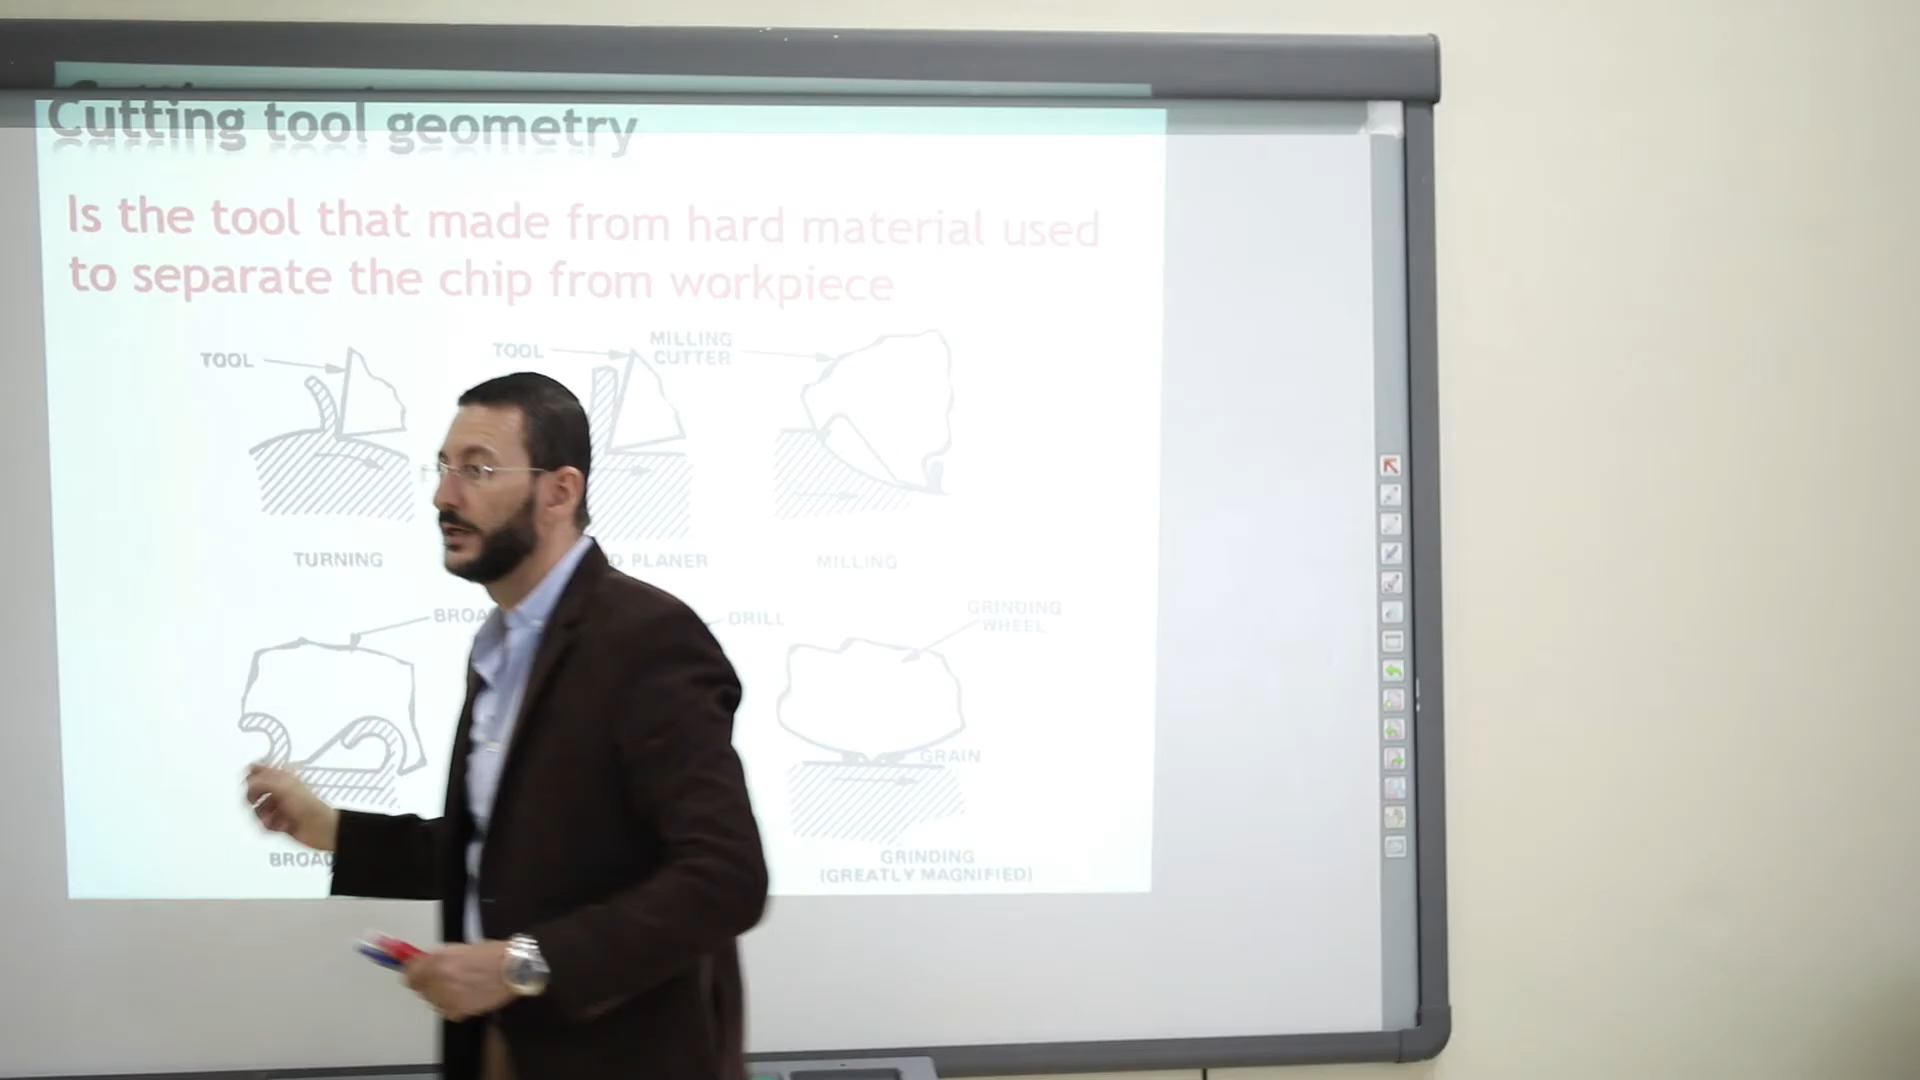 Cutting tool geometry
Is the tool that made from hard material used
to separate the chip from workpiece
TOOL
TOOL
MILLING
CUTTER
TURNING
PLANER
MILLING
DRILL
GRINDING
WHEEL
GRAIN
GRINDING
(GREATLY MAGNIFIED)